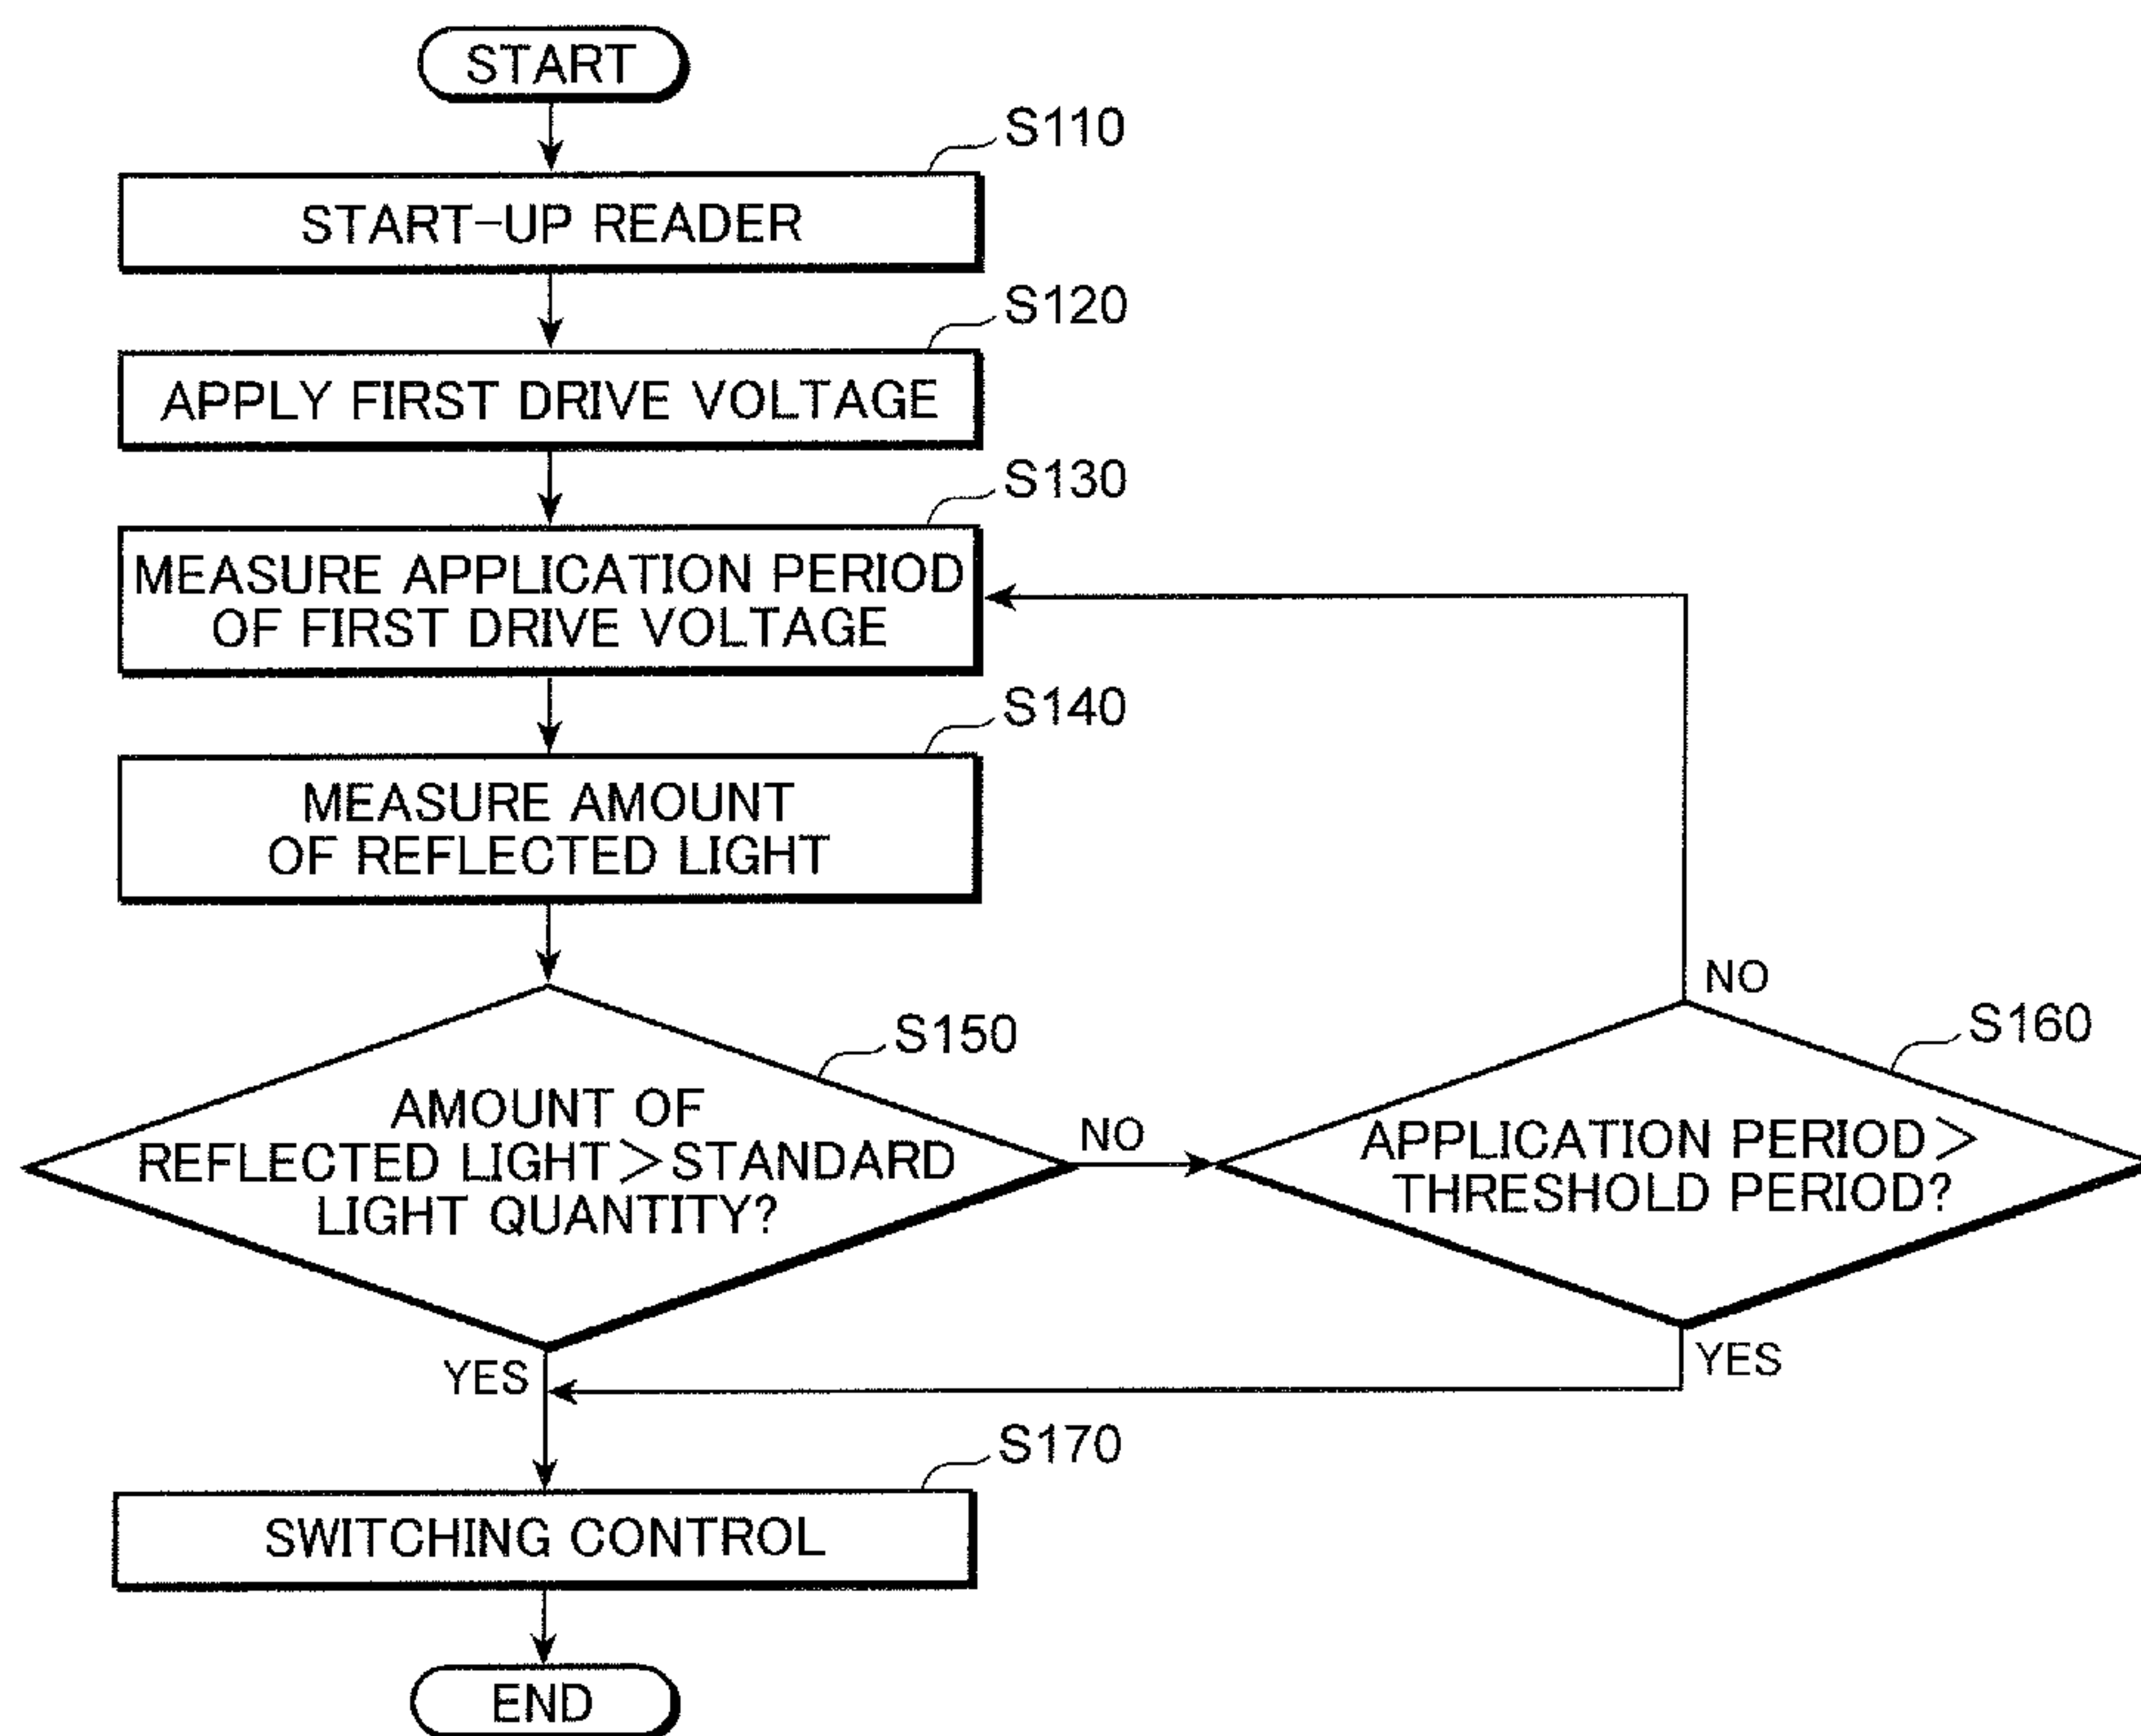 START
S110
START-UP READER
S120
APPLY FIRST DRIVE VOLTAGE
S130
MEASURE APPLICATION PERIOD
OF FIRST DRIVE VOLTAGE
S140
MEASURE AMOUNT
OF REFLECTED LIGHT
S150
AMOUNT OF
REFLECTED LIGHT>STANDARD
LIGHT QUANTITY?
NO
NO
S160
APPLICATION PERIOD>
THRESHOLD PERIOD?
YES
YES
S170
SWITCHING CONTROL
END